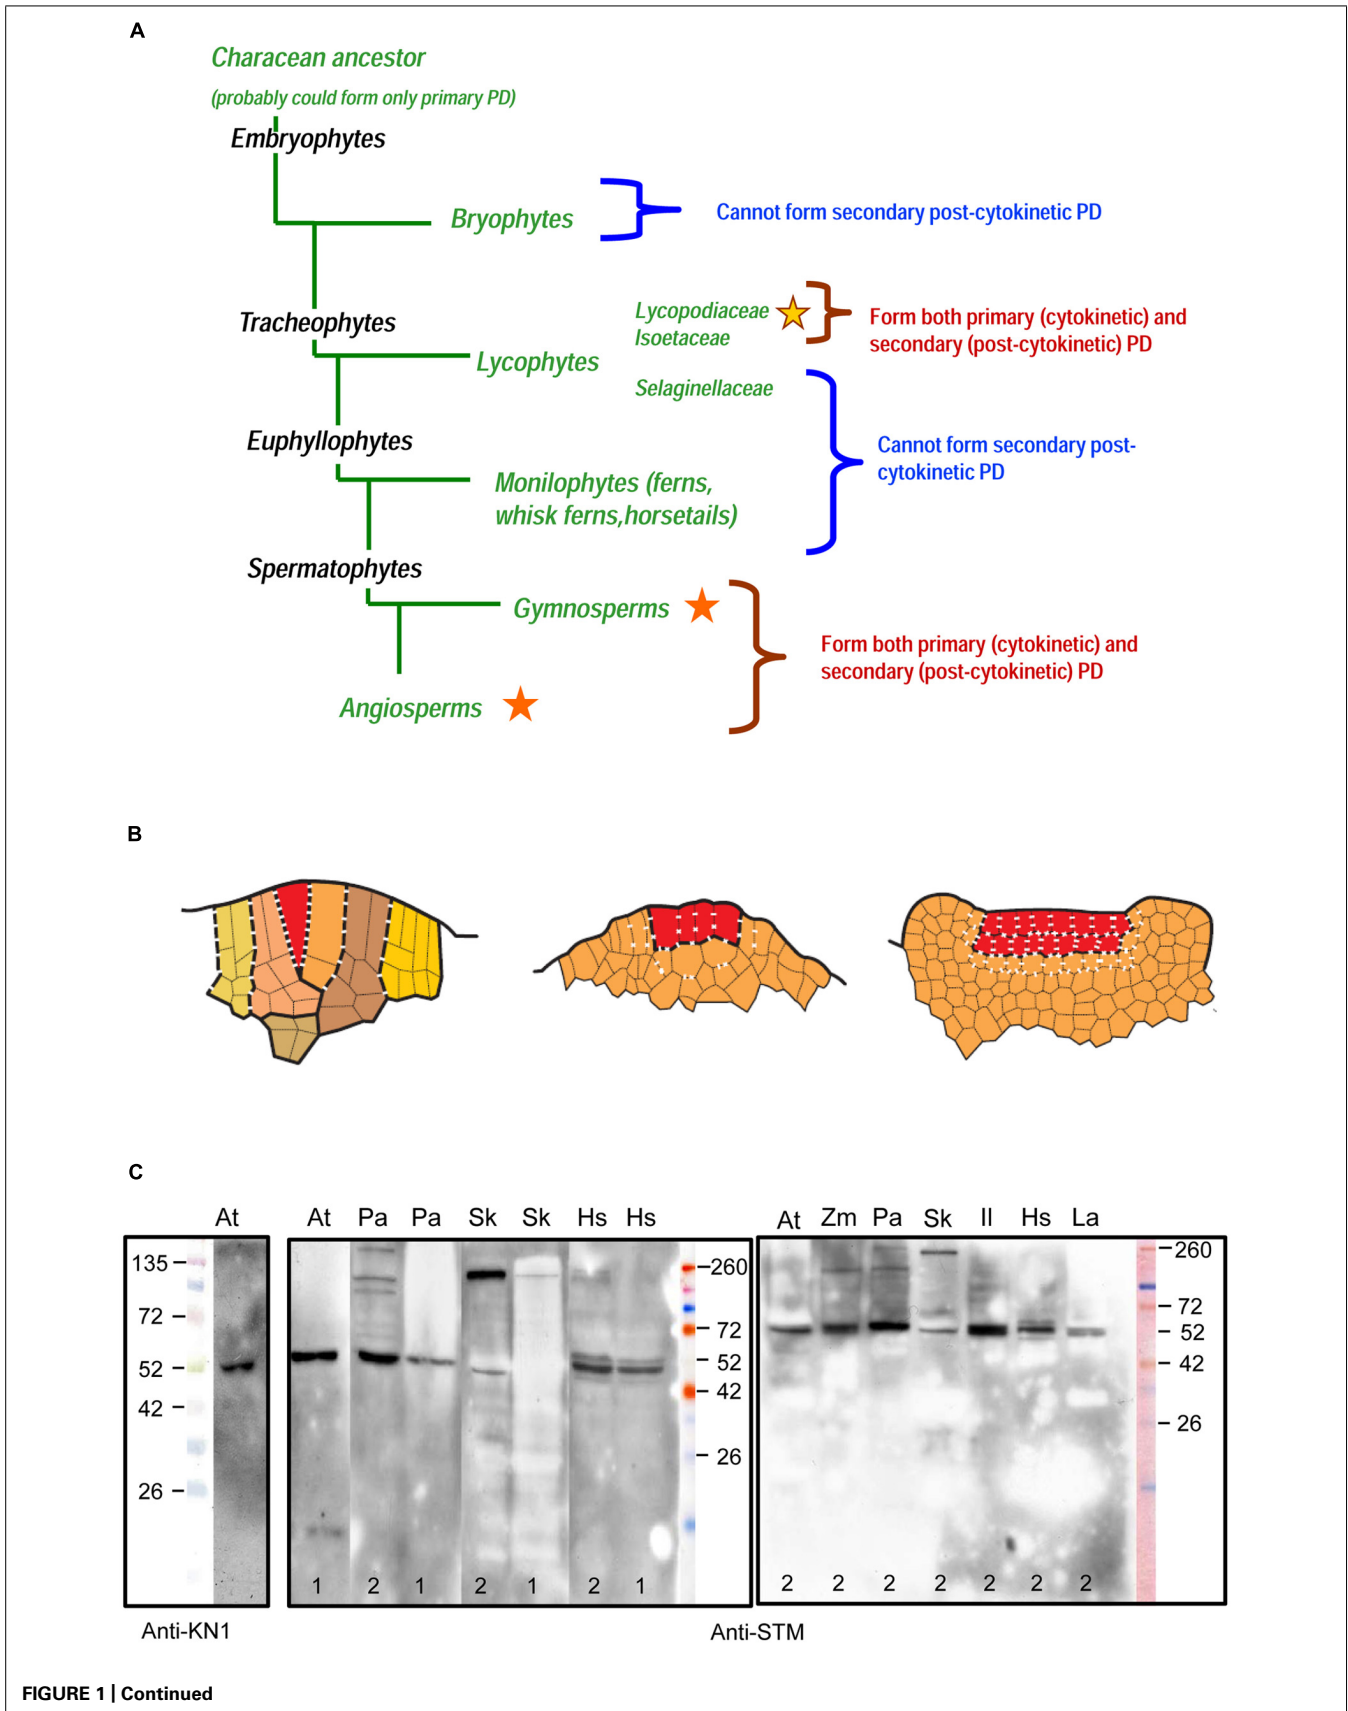 A
Characean ancestor
(probably could form only primary PD)
Embryophytes
Bryophytes
Cannot form secondary post-cytokinetic PD
Tracheophytes
Lycopodiaceae
Isoetaceae
Form both primary (cytokinetic) and
secondary (post-cytokinetic) PD
Lycophytes
Selaginellaceae
Euphyllophytes
Cannot form secondary post-
cytokinetic PD
Monilophytes (ferns,
whisk ferns,horsetails)
Spermatophytes
Gymnosperms
Form both primary (cytokinetic) and
secondary (post-cytokinetic) PD
Angiosperms
B
C
At
135
72
52
42
26
Anti-KN1
At Pa Pa Sk Sk Hs Hs
260
72
52
42
26
1 2 1 2 1 2 1
At Zm Pa Sk Il Hs La
260
72
52
42
26
2 2 2 2 2 2 2
Anti-STM
FIGURE 1 | Continued